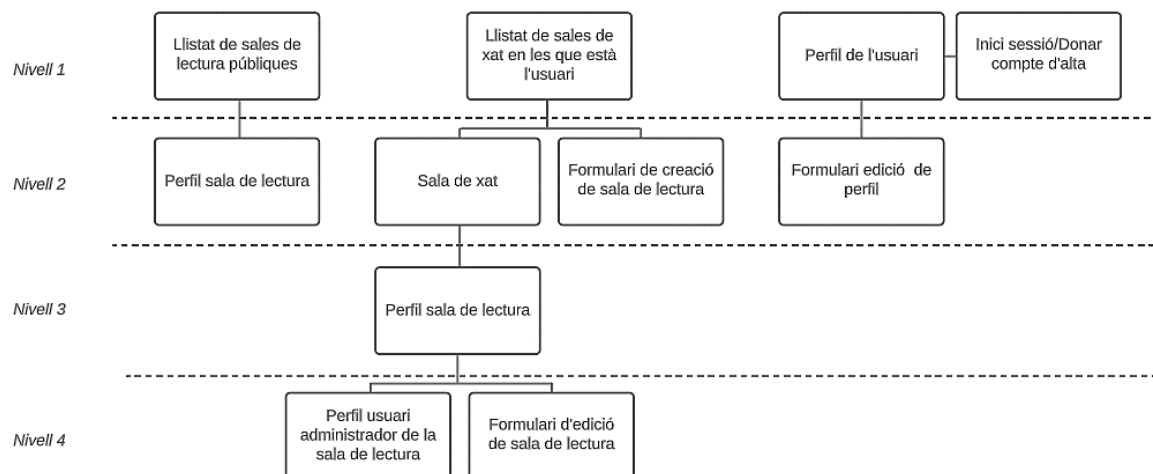 Nivell 1
Llistat de sales de
lectura públiques
Llistat de sales de
xat en les que està
l'usuari
Perfil de l'usuari
Inici sessió/Donar
compte d'alta
Nivell 2
Perfil sala de lectura
Sala de xat
Formulari de creació
de sala de lectura
Formulari edició de
perfil
Nivell 3
Perfil sala de lectura
Nivell 4
Perfil usuari
administrador de la
sala de lectura
Formulari d'edició
de sala de lectura